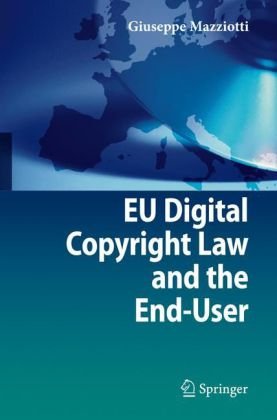 Giuseppe Mazziotti
EU Digital
Copyright Law
and the
End-User
Springer